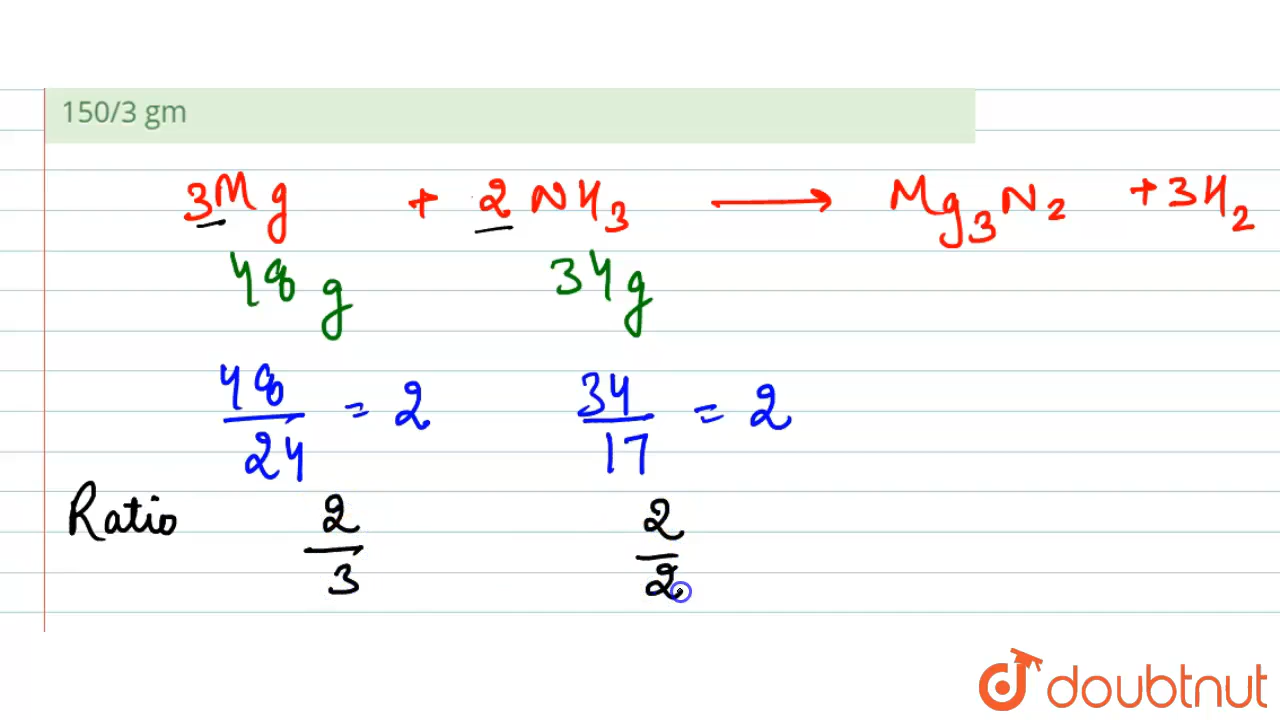 150/3 gm
3Mg + 2NH3 → Mg3N2 + 3H2
48 g 34g
48/24 = 2 34/17 = 2
Ratio 2/3 2/2
doubtnut